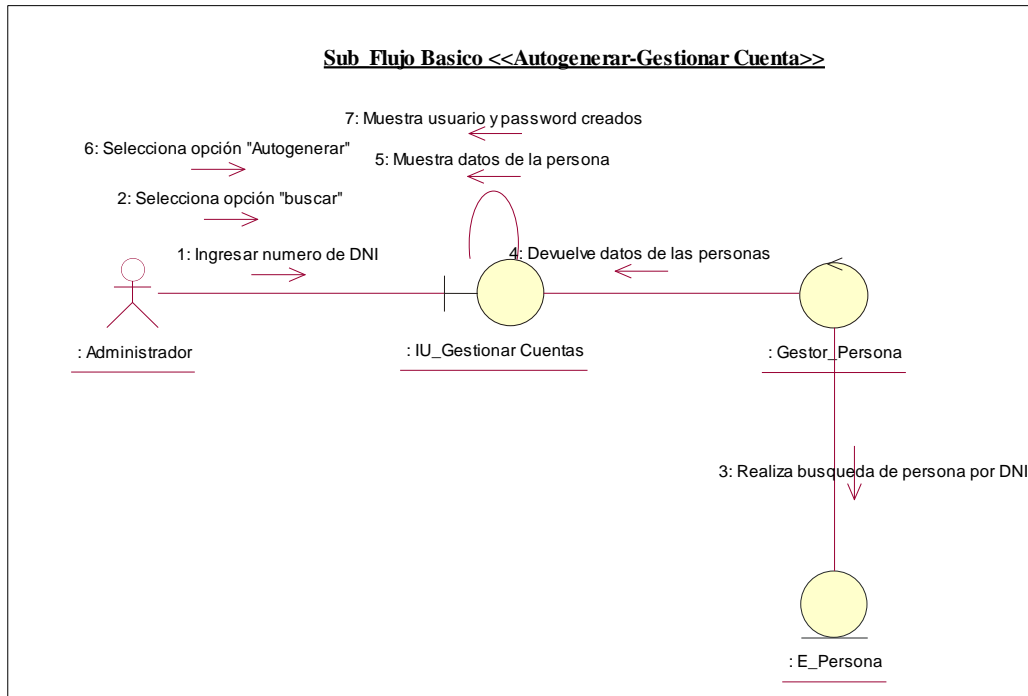 Sub Flujo Basico <<Autogenerar-Gestionar Cuenta>>
7: Muestra usuario y password creados
6: Selecciona opción "Autogenerar"
5: Muestra datos de la persona
2: Selecciona opción "buscar"
1: Ingresar numero de DNI
4: Devuelve datos de las personas
: Administrador
: IU_Gestionar Cuentas
: Gestor_Persona
3: Realiza busqueda de persona por DNI
: E_Persona